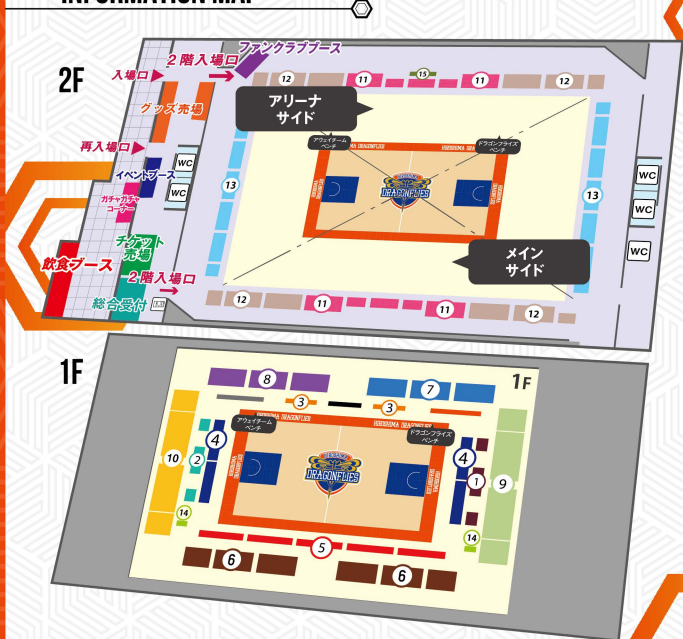 INFORMATION MAP
2F
ファンクラブブース
2階入場口
入場口
グッズ売場
再入場口
イベントブース
ガチャガチャ
コーナー
チケット
売場
飲食ブース
2階入場口
総合受付
WC
WC
WC
WC
WC
12
11
15
11
12
アリーナ
サイド
アウェイチーム
ベンチ
ドラゴンフライズ
ベンチ
HIROSHIMA DRAGONFLIES
DRAGONFLIES
13
13
メイン
サイド
12
11
11
12
1F
1F
8
7
3
3
アウェイチーム
ベンチ
ドラゴンフライズ
ベンチ
HIROSHIMA DRAGONFLIES
HIROSHIMA DRAGONFLIES
DRAGONFLIES
10
2
4
4
1
9
14
14
5
6
6